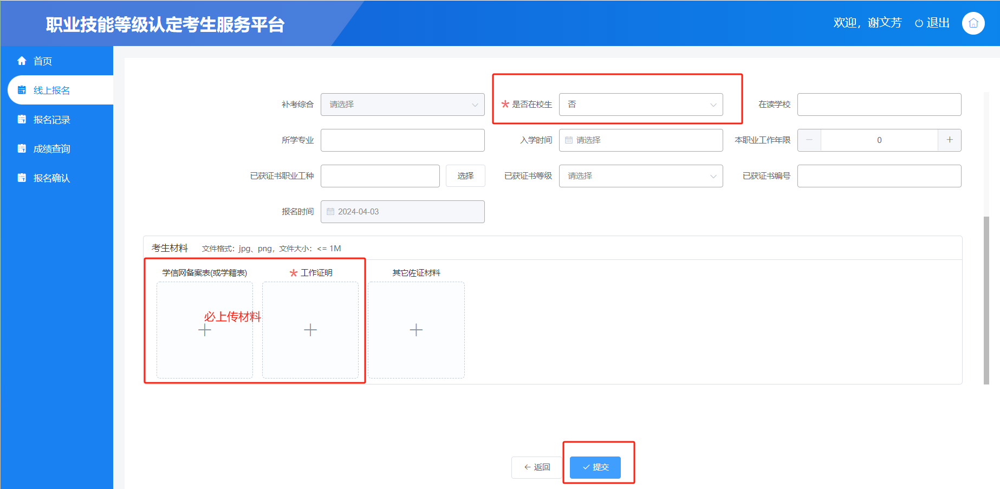 职业技能等级认定考生服务平台
欢迎，谢文芳 退出
首页
线上报名
报名记录
成绩查询
报名确认
补考综合 请选择 * 是否在校生 否 在读学校
所学专业 入学时间 请选择 本职业工作年限 － 0 +
已获证书职业工种 选择 已获证书等级 请选择 已获证书编号
报名时间 2024-04-03
考生材料 文件格式：jpg、png，文件大小：<= 1M
学信网备案表(或学籍表) * 工作证明 其它佐证材料
必上传材料
返回 提交